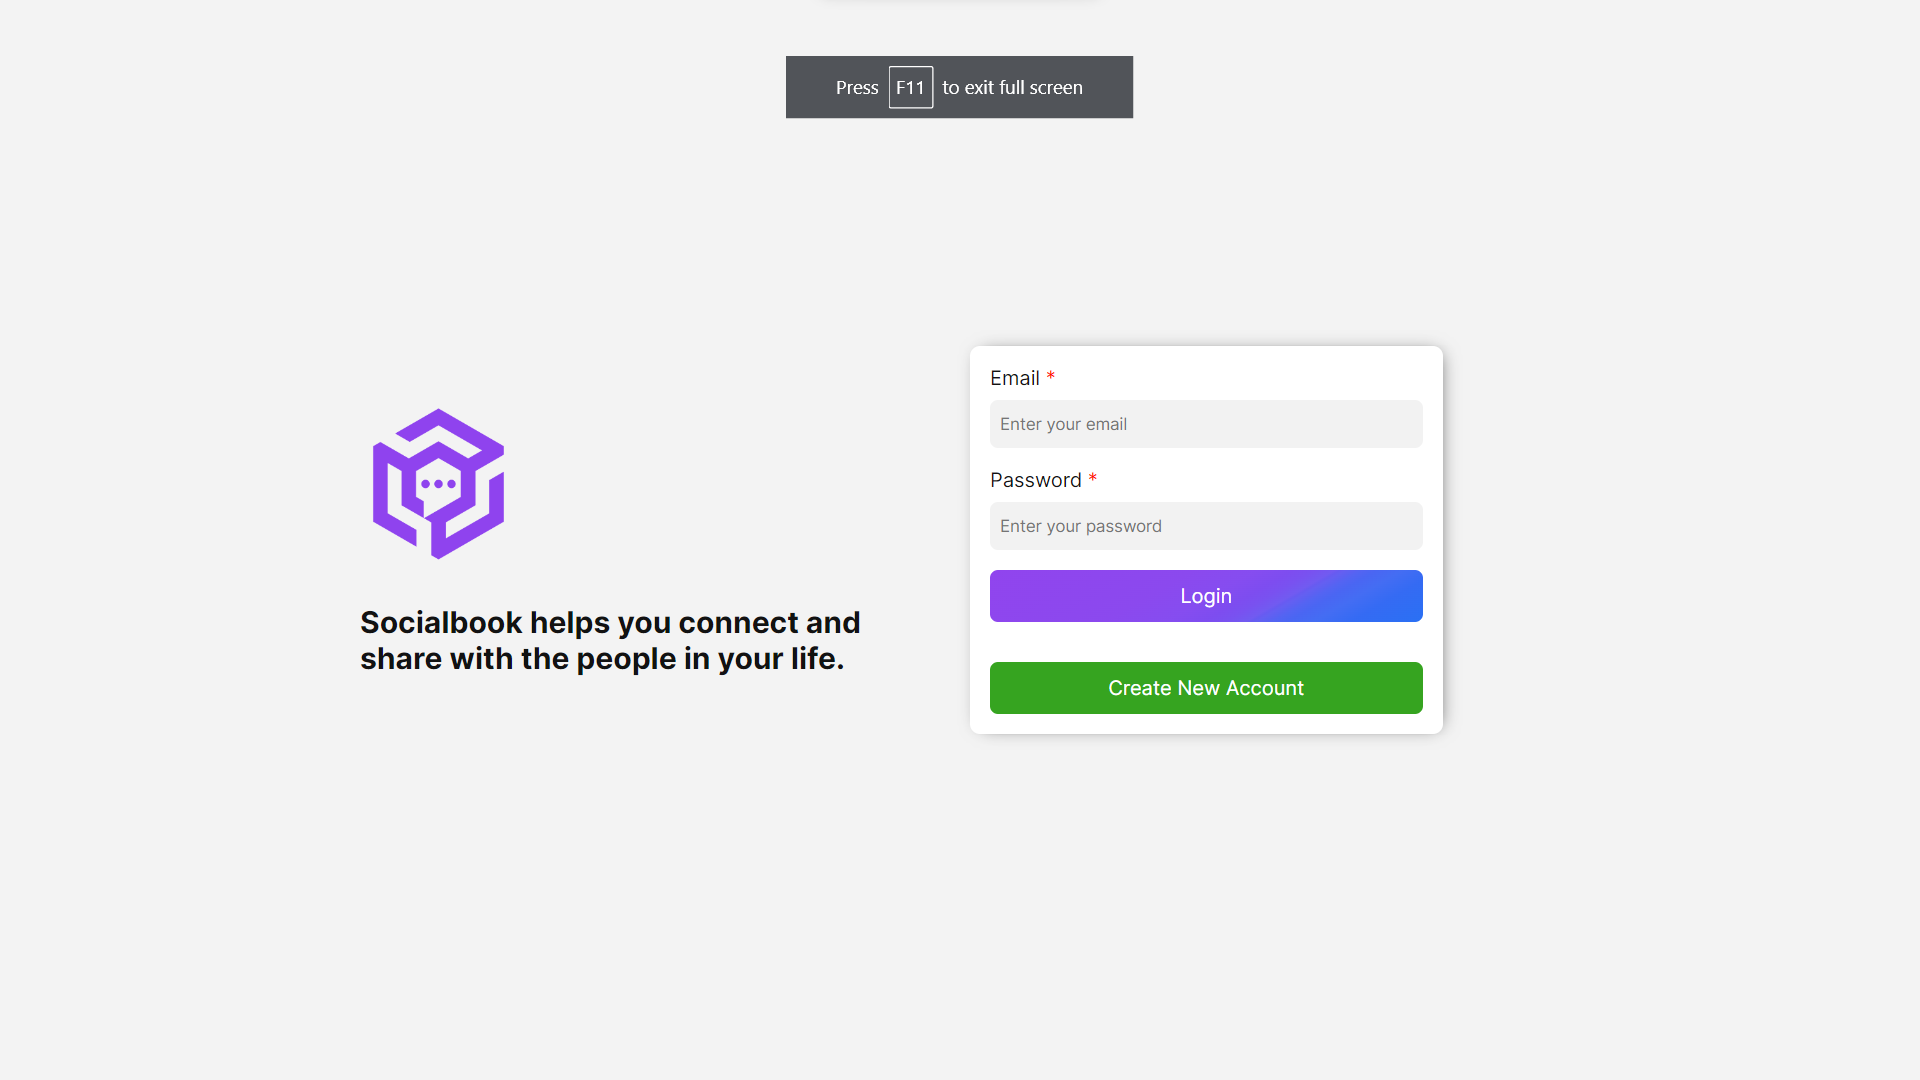 Press F11 to exit full screen
Socialbook helps you connect and
share with the people in your life.
Email *
Enter your email
Password *
Enter your password
Login
Create New Account